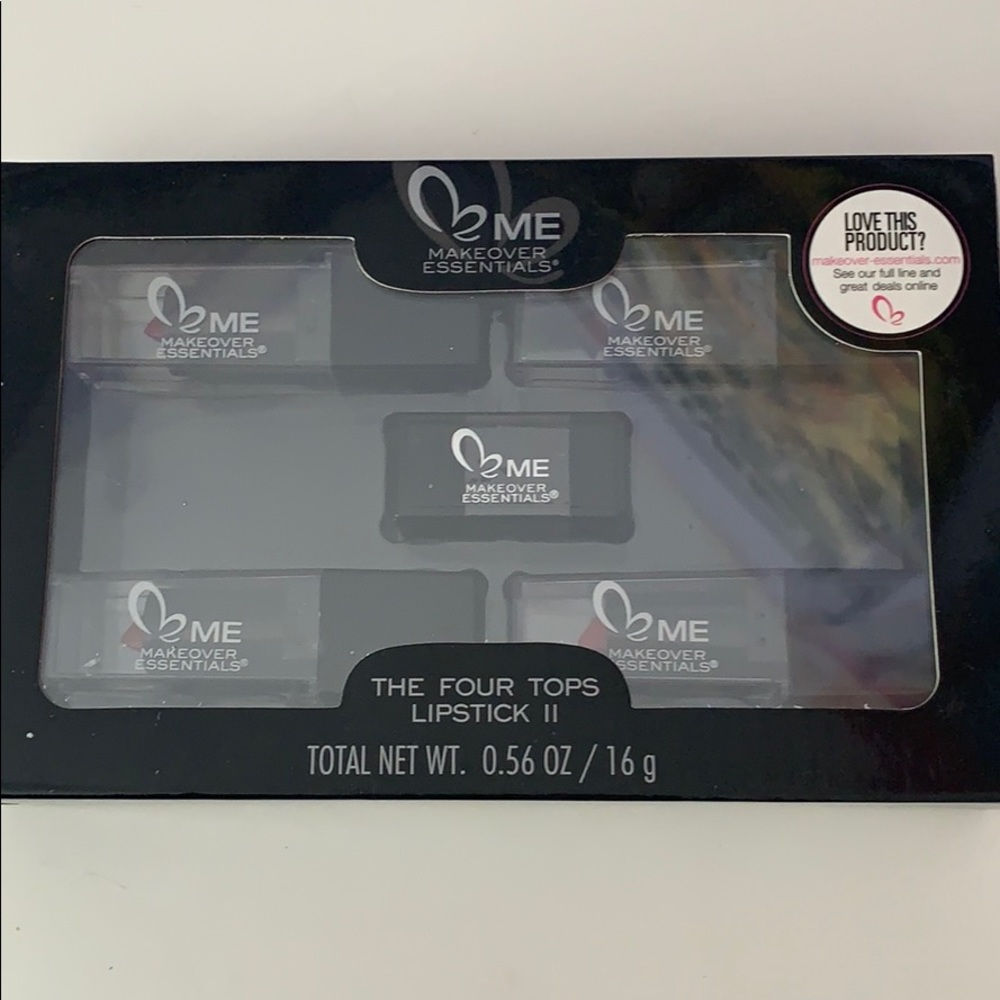 ME
MAKEOVER
ESSENTIALS®
LOVE THIS
PRODUCT?
makeover-essentials.com
See our full line and
great deals online
ME
MAKEOVER
ESSENTIALS®
ME
MAKEOVER
ESSENTIALS®
ME
MAKEOVER
ESSENTIALS®
ME
MAKEOVER
ESSENTIALS®
ME
MAKEOVER
ESSENTIALS®
THE FOUR TOPS
LIPSTICK II
TOTAL NET WT. 0.56 OZ / 16 g